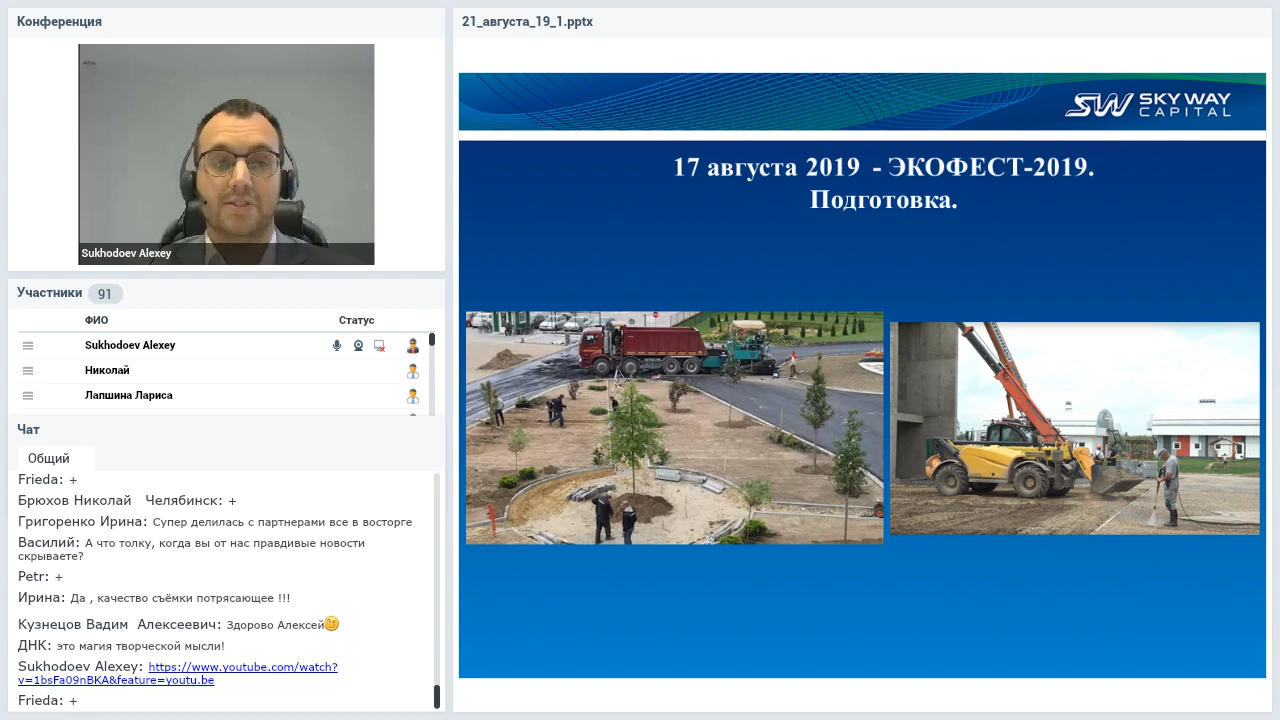 Конференция
Sukhodoev Alexey
Участники 91
ФИО Статус
Sukhodoev Alexey
Николай
Лапшина Лариса
Чат
Общий
Frieda: +
Брюхов Николай Челябинск: +
Григоренко Ирина: Супер делилась с партнерами все в восторге
Василий: А что толку, когда вы от нас правдивые новости
скрываете?
Petr: +
Ирина: Да , качество съёмки потрясающее !!!
Кузнецов Вадим Алексеевич: Здорово Алексей
ДНК: это магия творческой мысли!
Sukhodoev Alexey: https://www.youtube.com/watch?
v=1bsFa09nBKA&feature=youtu.be
Frieda: +
21_августа_19_1.pptx
SW SKY WAY
CAPITAL
17 августа 2019 - ЭКОФЕСТ-2019.
Подготовка.